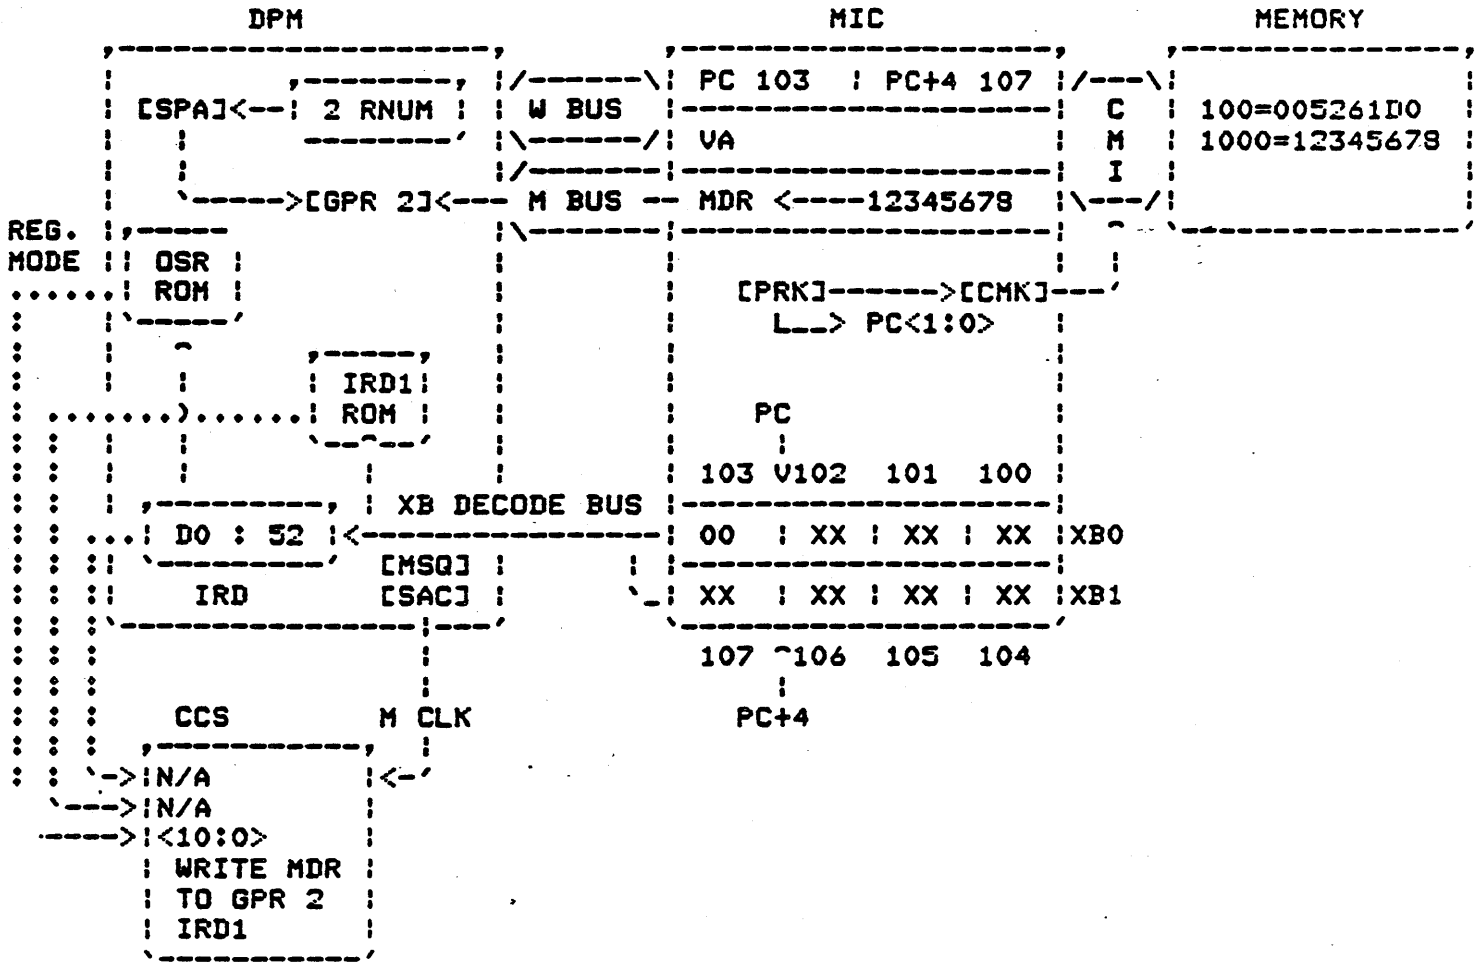 DPM MIC MEMORY
PC 103 PC+4 107
[SPA]<-- 2 RNUM W BUS C 100=005261D0
VA M 1000=12345678
I
>[GPR 2]<--- M BUS -- MDR <----12345678
REG.
MODE OSR
ROM [PRK]------>[CMK]---
L__> PC<1:0>
IRD1
ROM PC
103 V102 101 100
XB DECODE BUS
D0 : 52 00 XX XX XX XB0
[MSQ]
IRD [SAC] XX XX XX XX XB1
107 ^106 105 104
CCS M CLK PC+4
N/A
N/A
<10:0>
WRITE MDR
TO GPR 2
IRD1